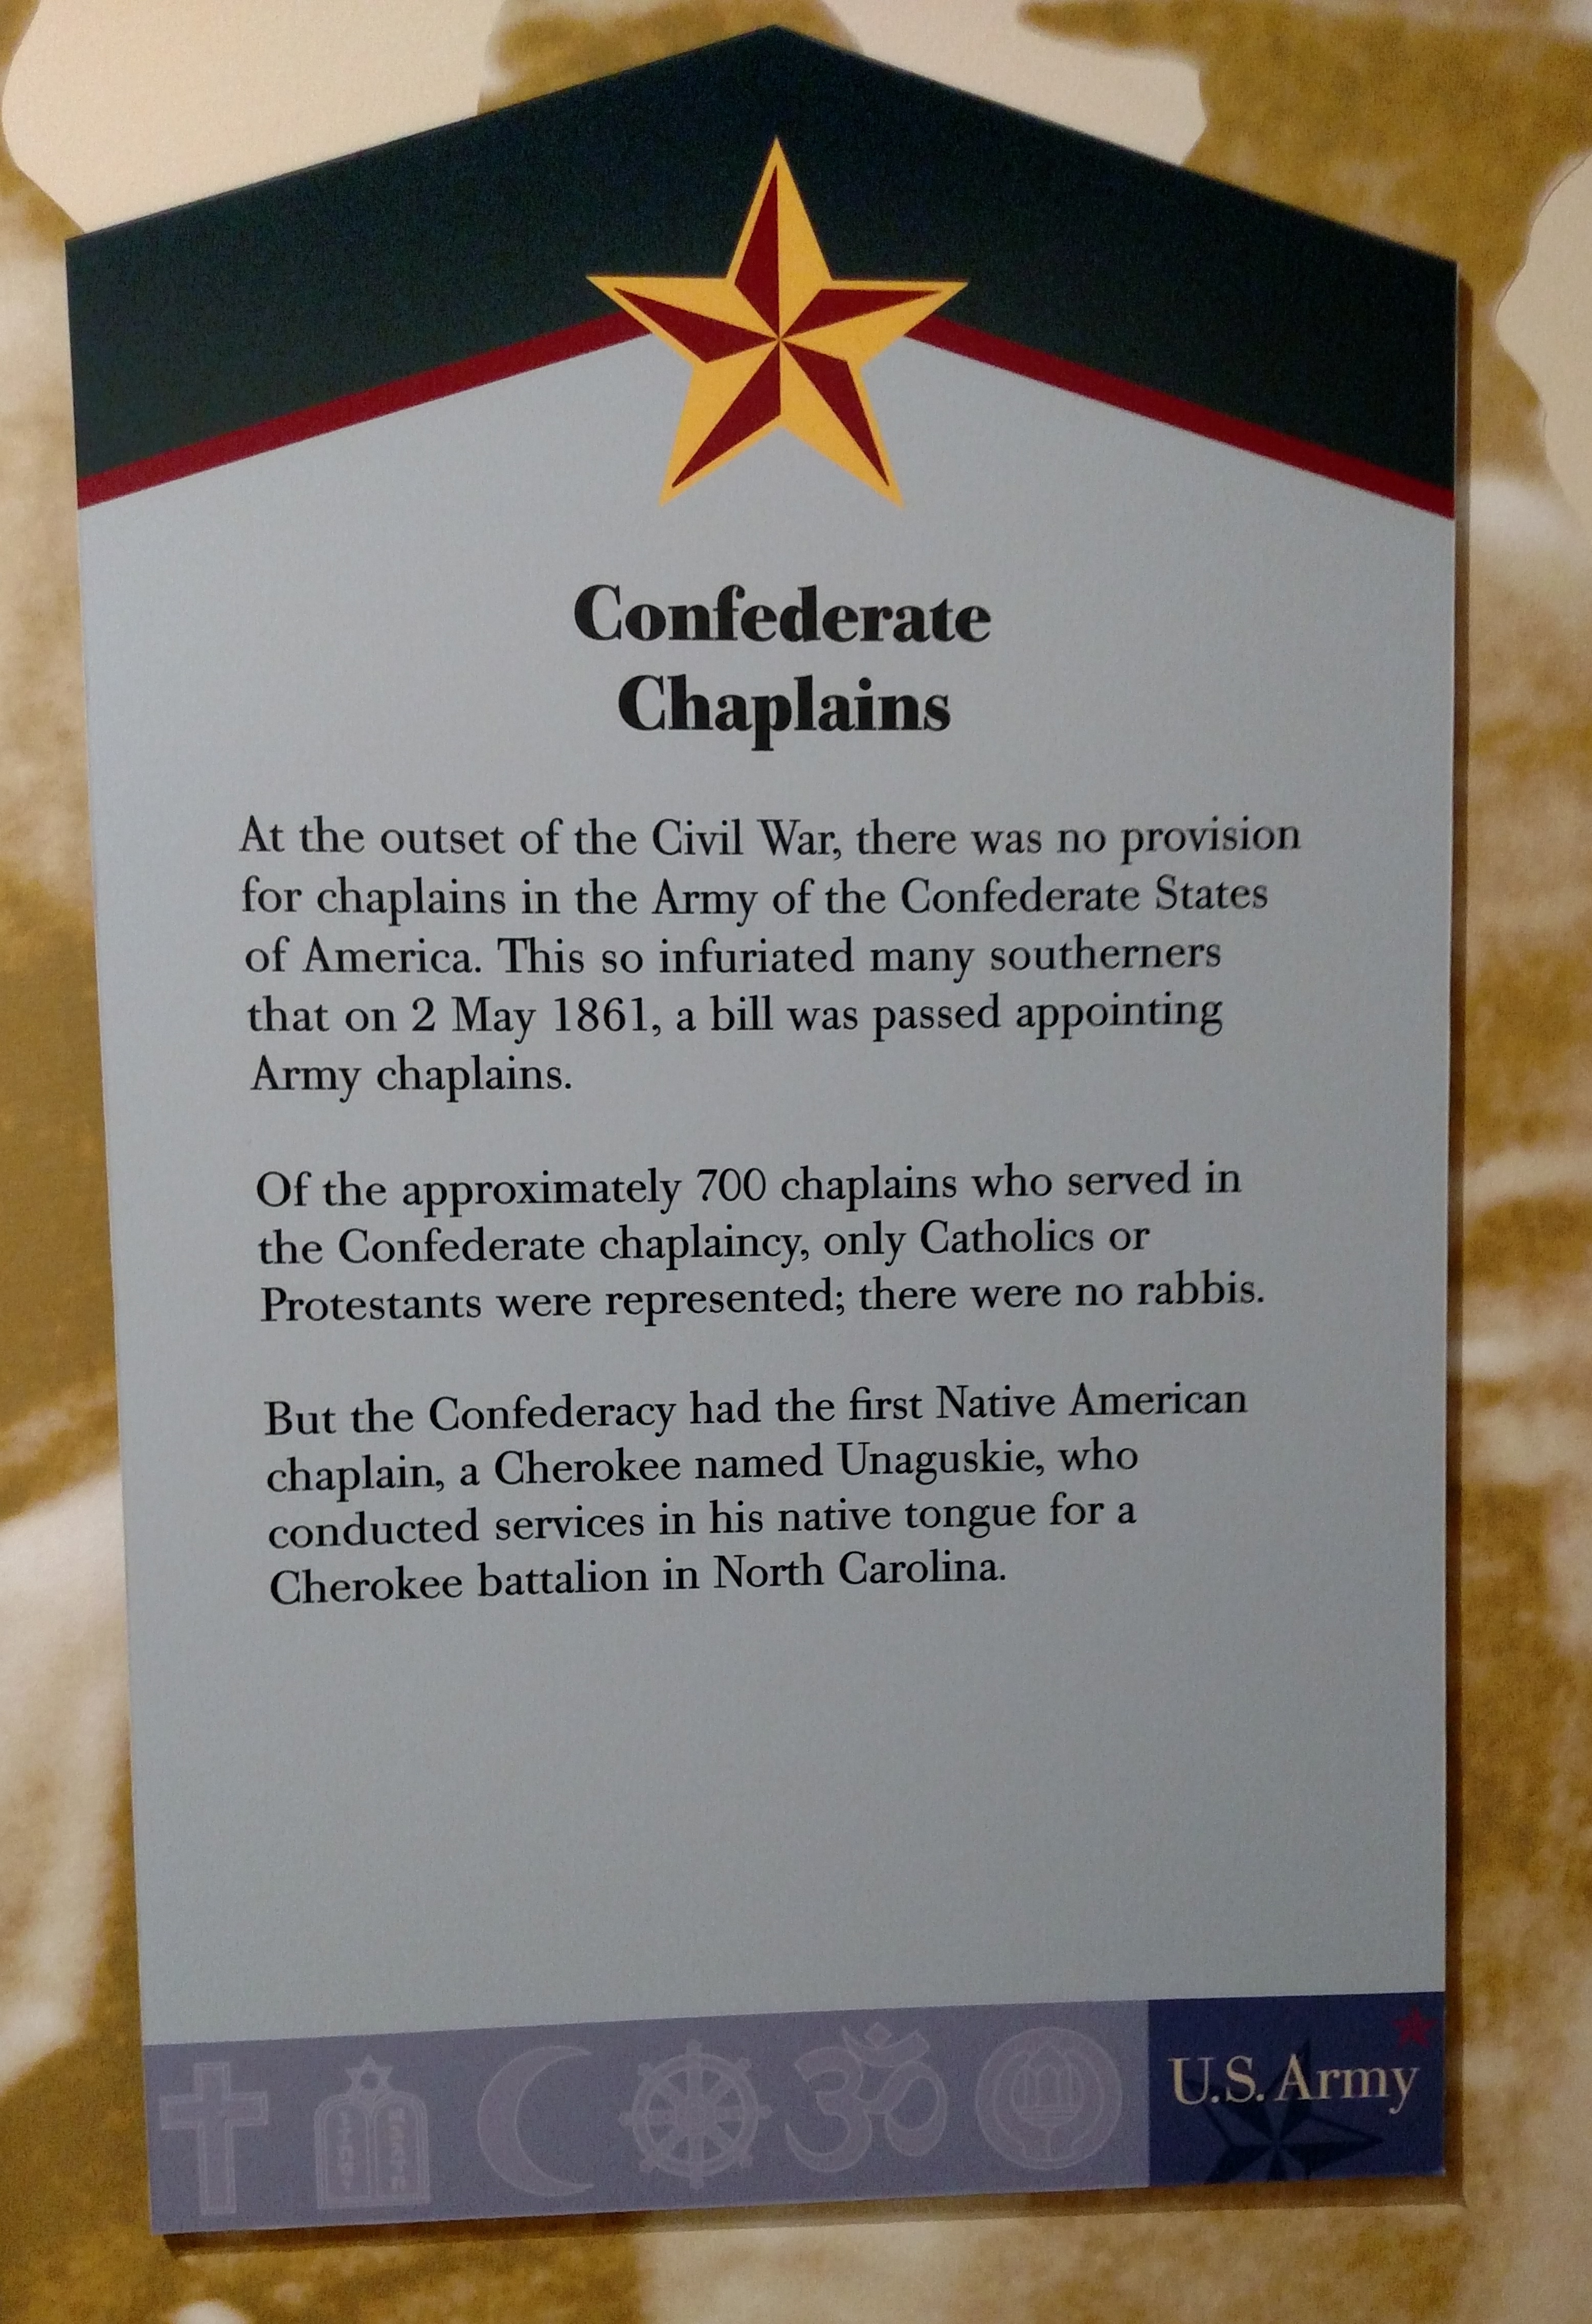 Confederate
Chaplains
At the outset of the Civil War, there was no provision
for chaplains in the Army of the Confederate States
of America. This so infuriated many southerners
that on 2 May 1861, a bill was passed appointing
Army chaplains.
Of the approximately 700 chaplains who served in
the Confederate chaplaincy, only Catholics or
Protestants were represented; there were no rabbis.
But the Confederacy had the first Native American
chaplain, a Cherokee named Unaguskie, who
conducted services in his native tongue for a
Cherokee battalion in North Carolina.
ॐ
U.S. Army